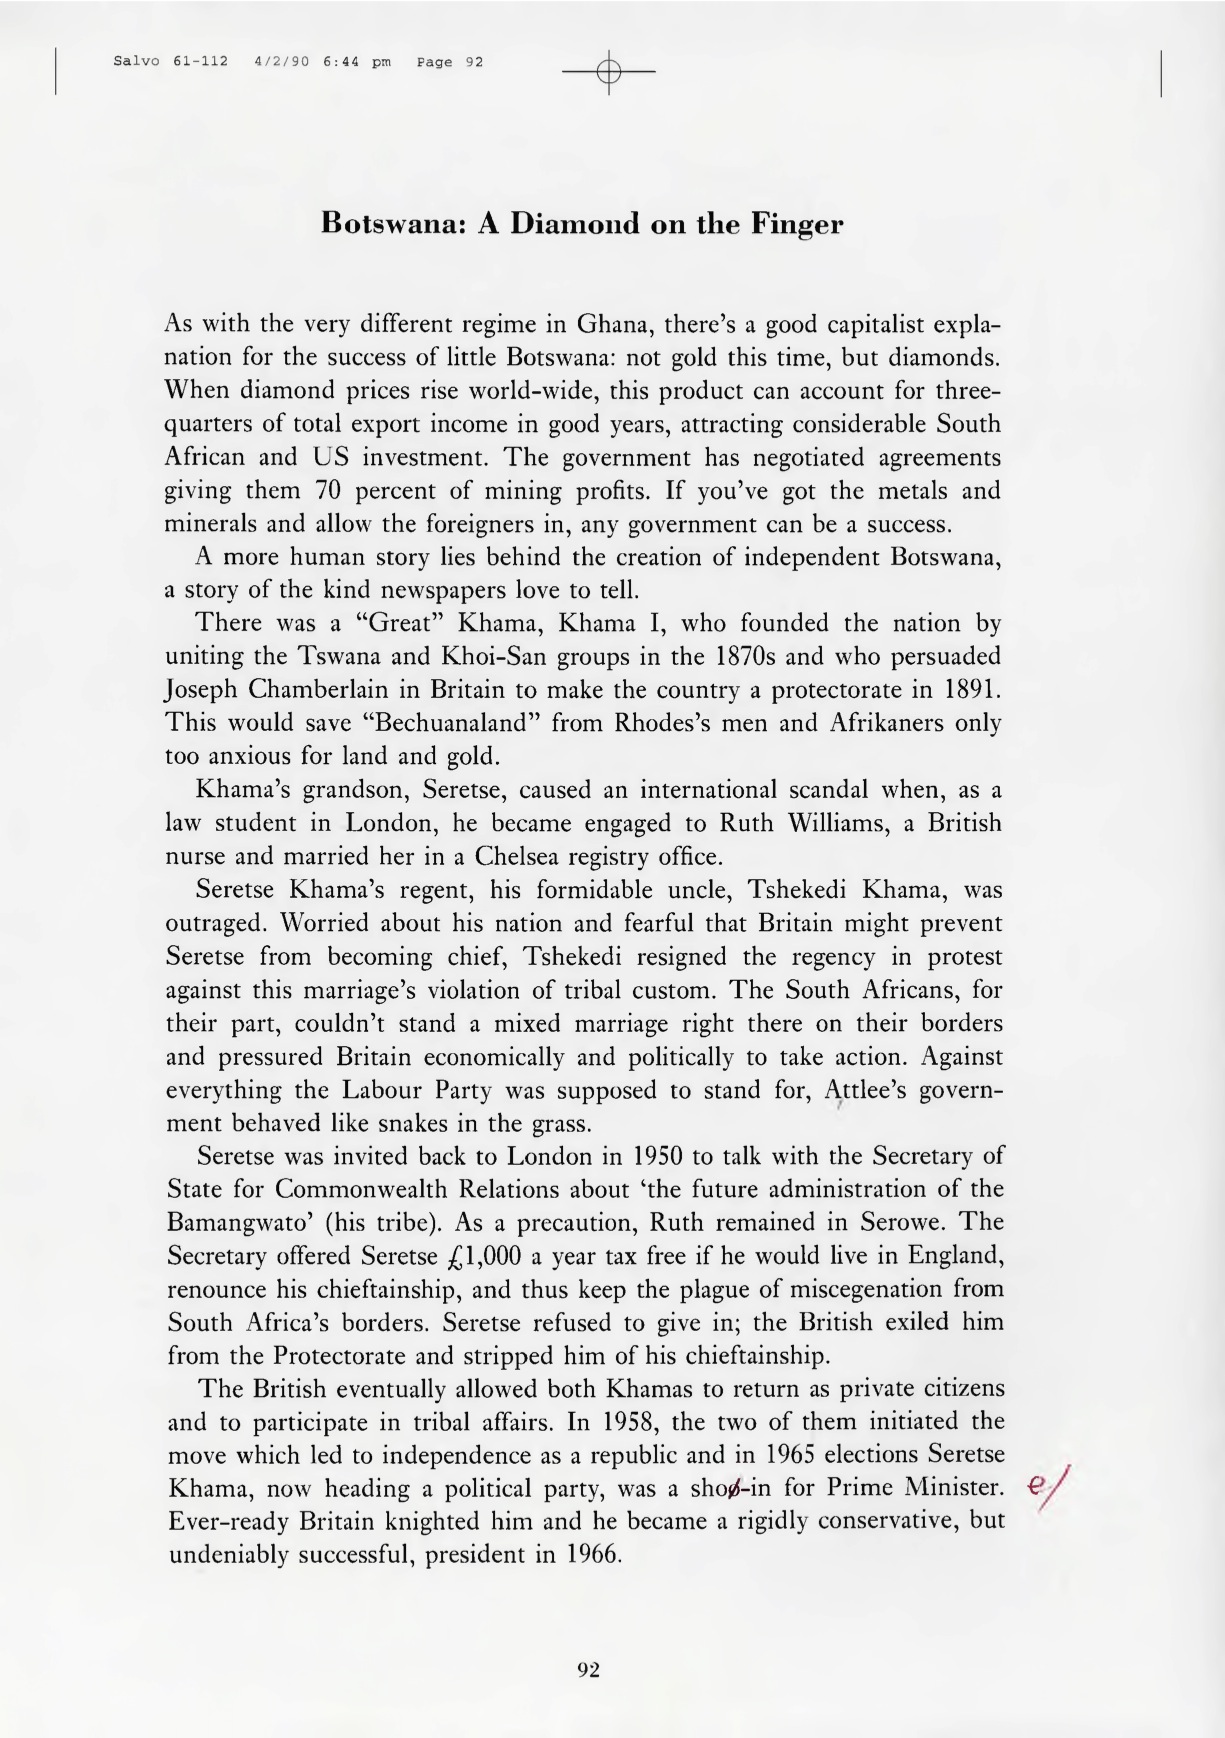 Salvo 61-112 4/2/90 6:44 pm Page 92
Botswana: A Diamond on the Finger
As with the very different regime in Ghana, there's a good capitalist expla-
nation for the success of little Botswana: not gold this time, but diamonds.
When diamond prices rise world-wide, this product can account for three-
quarters of total export income in good years, attracting considerable South
African and US investment. The government has negotiated agreements
giving them 70 percent of mining profits. If you've got the metals and
minerals and allow the foreigners in, any government can be a success.
A more human story lies behind the creation of independent Botswana,
a story of the kind newspapers love to tell.
There was a “Great” Khama, Khama I, who founded the nation by
uniting the Tswana and Khoi-San groups in the 1870s and who persuaded
Joseph Chamberlain in Britain to make the country a protectorate in 1891.
This would save “Bechuanaland” from Rhodes's men and Afrikaners only
too anxious for land and gold.
Khama's grandson, Seretse, caused an international scandal when, as a
law student in London, he became engaged to Ruth Williams, a British
nurse and married her in a Chelsea registry office.
Seretse Khama's regent, his formidable uncle, Tshekedi Khama, was
outraged. Worried about his nation and fearful that Britain might prevent
Seretse from becoming chief, Tshekedi resigned the regency in protest
against this marriage's violation of tribal custom. The South Africans, for
their part, couldn't stand a mixed marriage right there on their borders
and pressured Britain economically and politically to take action. Against
everything the Labour Party was supposed to stand for, Attlee's govern-
ment behaved like snakes in the grass.
Seretse was invited back to London in 1950 to talk with the Secretary of
State for Commonwealth Relations about ‘the future administration of the
Bamangwato’ (his tribe). As a precaution, Ruth remained in Serowe. The
Secretary offered Seretse £1,000 a year tax free if he would live in England,
renounce his chieftainship, and thus keep the plague of miscegenation from
South Africa's borders. Seretse refused to give in; the British exiled him
from the Protectorate and stripped him of his chieftainship.
The British eventually allowed both Khamas to return as private citizens
and to participate in tribal affairs. In 1958, the two of them initiated the
move which led to independence as a republic and in 1965 elections Seretse
Khama, now heading a political party, was a shoo-in for Prime Minister. e/
Ever-ready Britain knighted him and he became a rigidly conservative, but
undeniably successful, president in 1966.
92